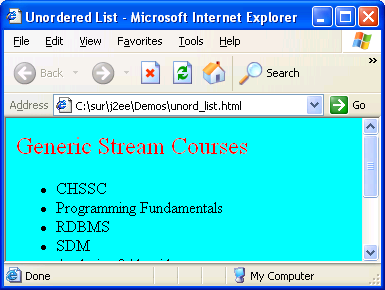 Unordered List - Microsoft Internet Explorer
File Edit View Favorites Tools Help
Back Search
Address C:\sur\j2ee\Demos\unord_list.html Go
Generic Stream Courses
• CHSSC
• Programming Fundamentals
• RDBMS
• SDM
Done My Computer